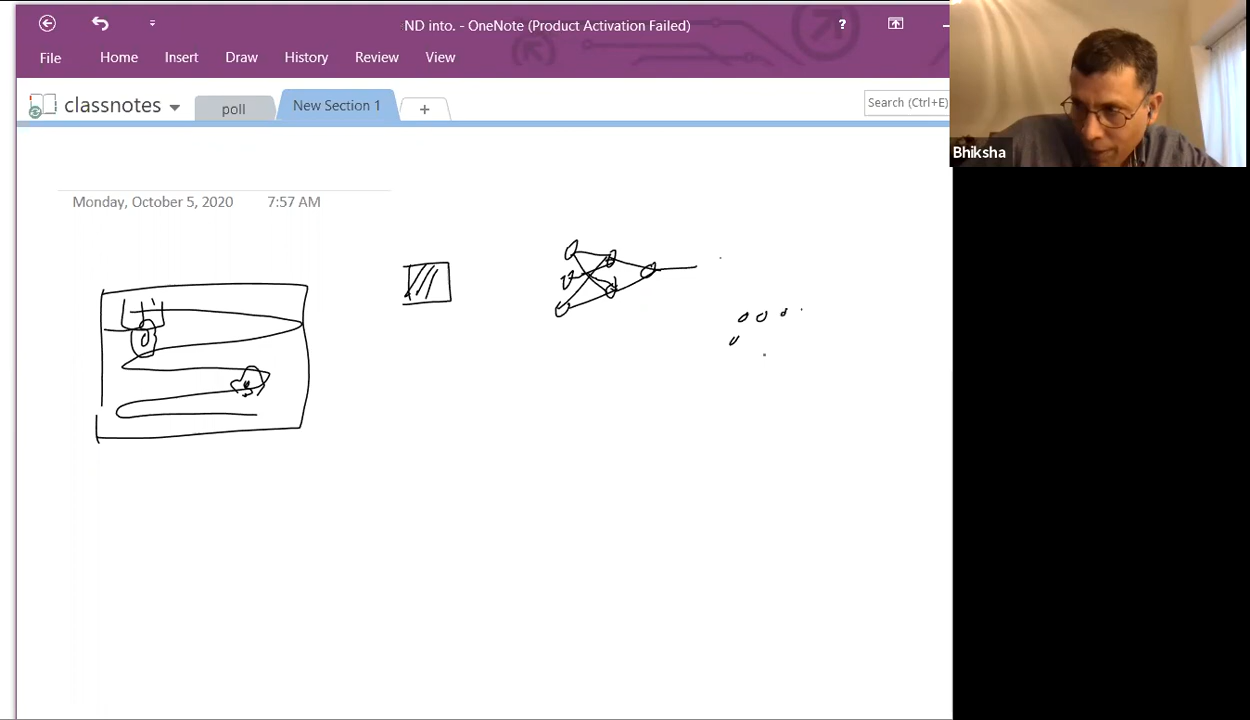 ND into. - OneNote (Product Activation Failed)
?
File Home Insert Draw History Review View
classnotes poll New Section 1 +
Search (Ctrl+E)
Bhiksha
Monday, October 5, 2020 7:57 AM